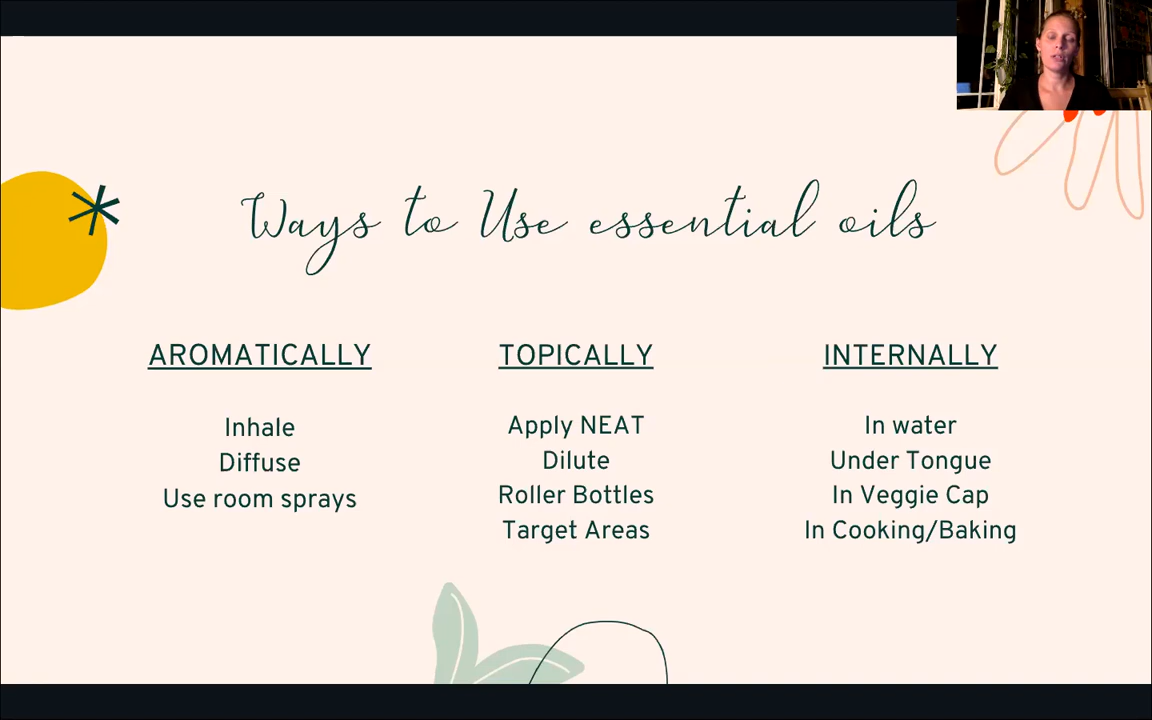 Ways to Use essential oils
AROMATICALLY
Inhale
Diffuse
Use room sprays
TOPICALLY
Apply NEAT
Dilute
Roller Bottles
Target Areas
INTERNALLY
In water
Under Tongue
In Veggie Cap
In Cooking/Baking